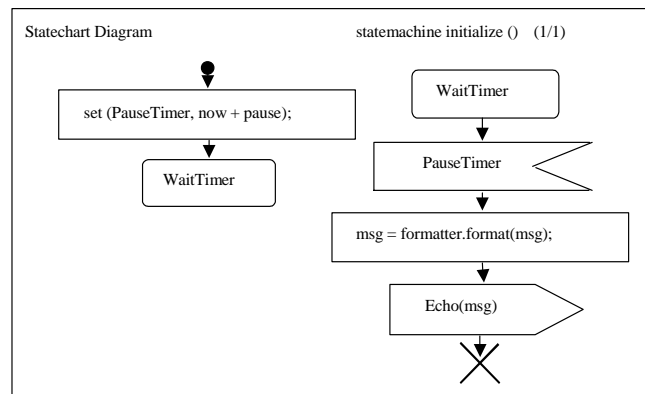 Statechart Diagram
statemachine initialize () (1/1)
set (PauseTimer, now + pause);
WaitTimer
WaitTimer
PauseTimer
msg = formatter.format(msg);
Echo(msg)